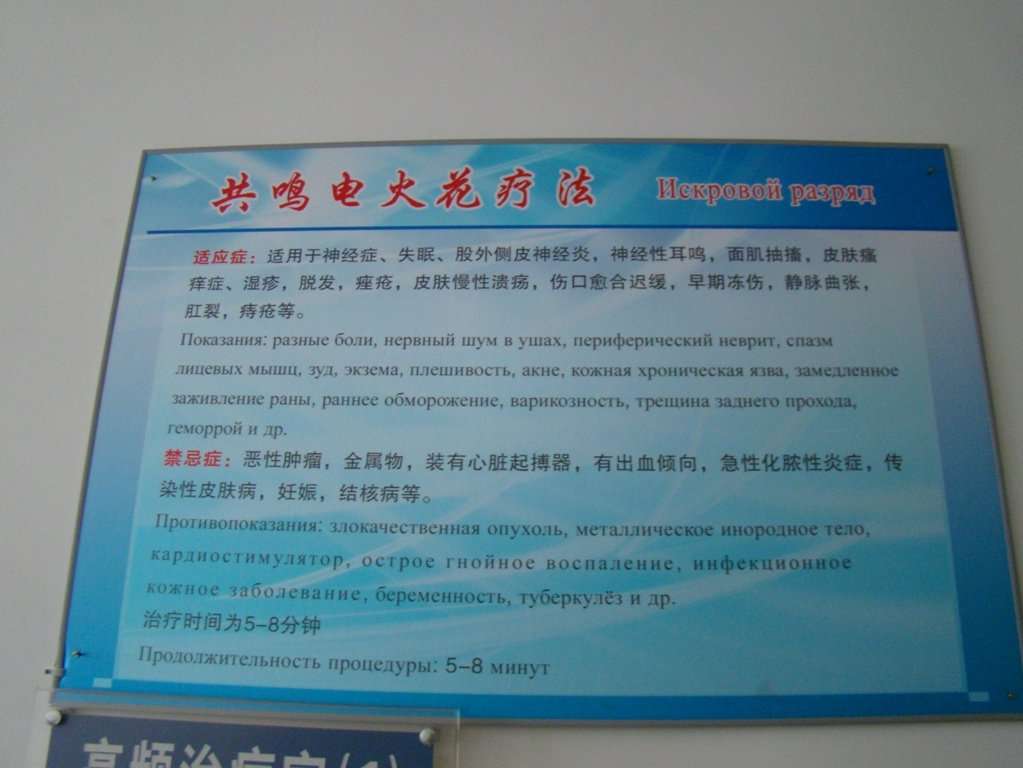 共鸣电火花疗法 Искровой разряд
适应症：适用于神经症、失眠、股外侧皮神经炎，神经性耳鸣，面肌抽搐，皮肤瘙
痒症、湿疹，脱发，痤疮，皮肤慢性溃疡，伤口愈合迟缓，早期冻伤，静脉曲张，
肛裂，痔疮等。
Показания: разные боли, нервный шум в ушах, периферический неврит, спазм
лицевых мышц, зуд, экзема, плешивость, акне, кожная хроническая язва, замедленное
заживление раны, раннее обморожение, варикозность, трещина заднего прохода,
геморрой и др.
禁忌症：恶性肿瘤，金属物，装有心脏起搏器，有出血倾向，急性化脓性炎症，传
染性皮肤病，妊娠，结核病等。
Противопоказания: злокачественная опухоль, металлическое инородное тело,
кардиостимулятор, острое гнойное воспаление, инфекционное
кожное заболевание, беременность, туберкулёз и др.
治疗时间为5-8分钟
Продолжительность процедуры: 5-8 минут
高频治疗室(1)